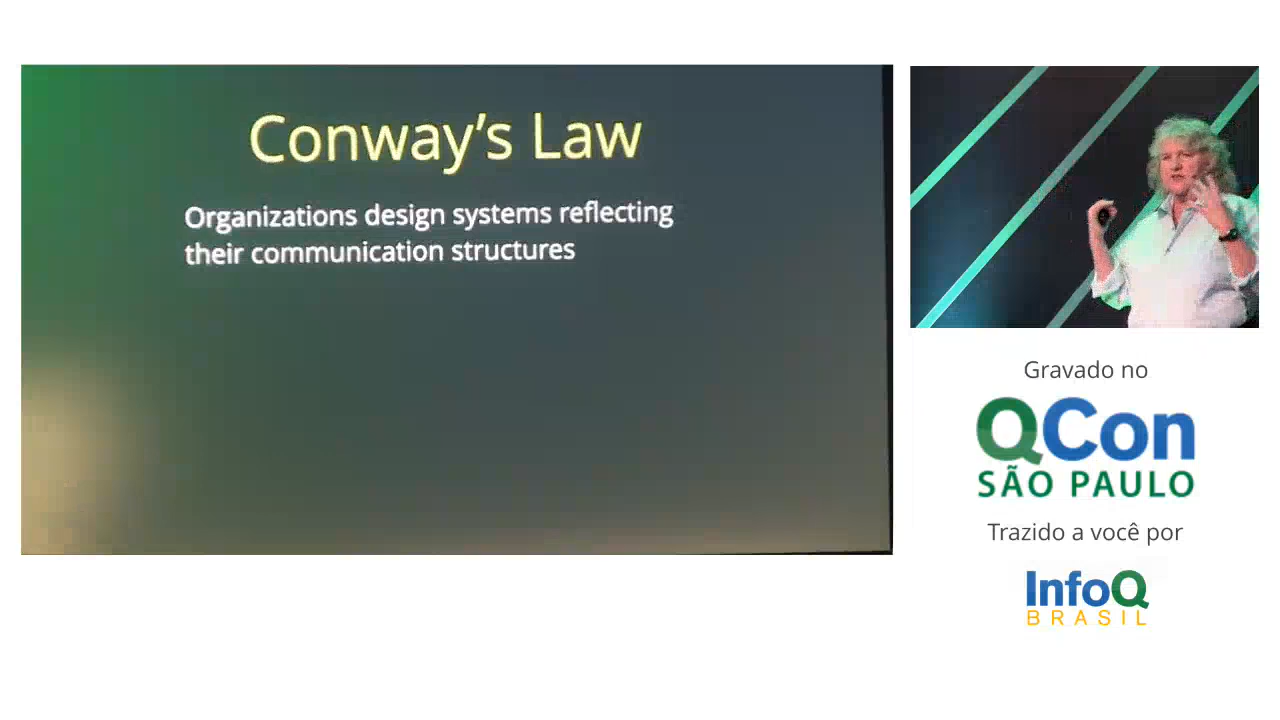 Conway's Law
Organizations design systems reflecting
their communication structures
Gravado no
QCon
SÃO PAULO
Trazido a você por
InfoQ
BRASIL